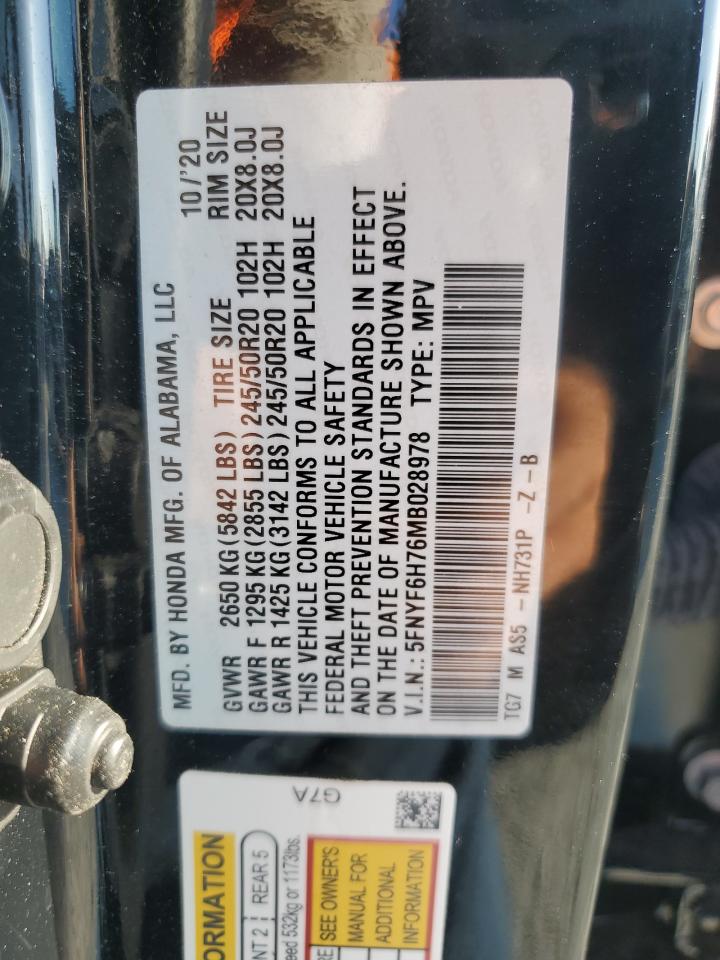 MFD. BY HONDA MFG. OF ALABAMA, LLC 10/'20
GVWR 2650 KG(5842 LBS) TIRE SIZE RIM SIZE
GAWR F 1295 KG(2855 LBS)245/50R20 102H 20X8.0J
GAWR R 1425 KG(3142 LBS)245/50R20 102H 20X8.0J
THIS VEHICLE CONFORMS TO ALL APPLICABLE
FEDERAL MOTOR VEHICLE SAFETY
AND THEFT PREVENTION STANDARDS IN EFFECT
ON THE DATE OF MANUFACTURE SHOWN ABOVE.
V.I.N.: 5FNYF6H76MB028978 TYPE: MPV
TG7 M AS5 -NH731P -Z-B
G7A
REAR 5
532kg or 1173lbs.
SEE OWNER'S
MANUAL FOR
ADDITIONAL
INFORMATION